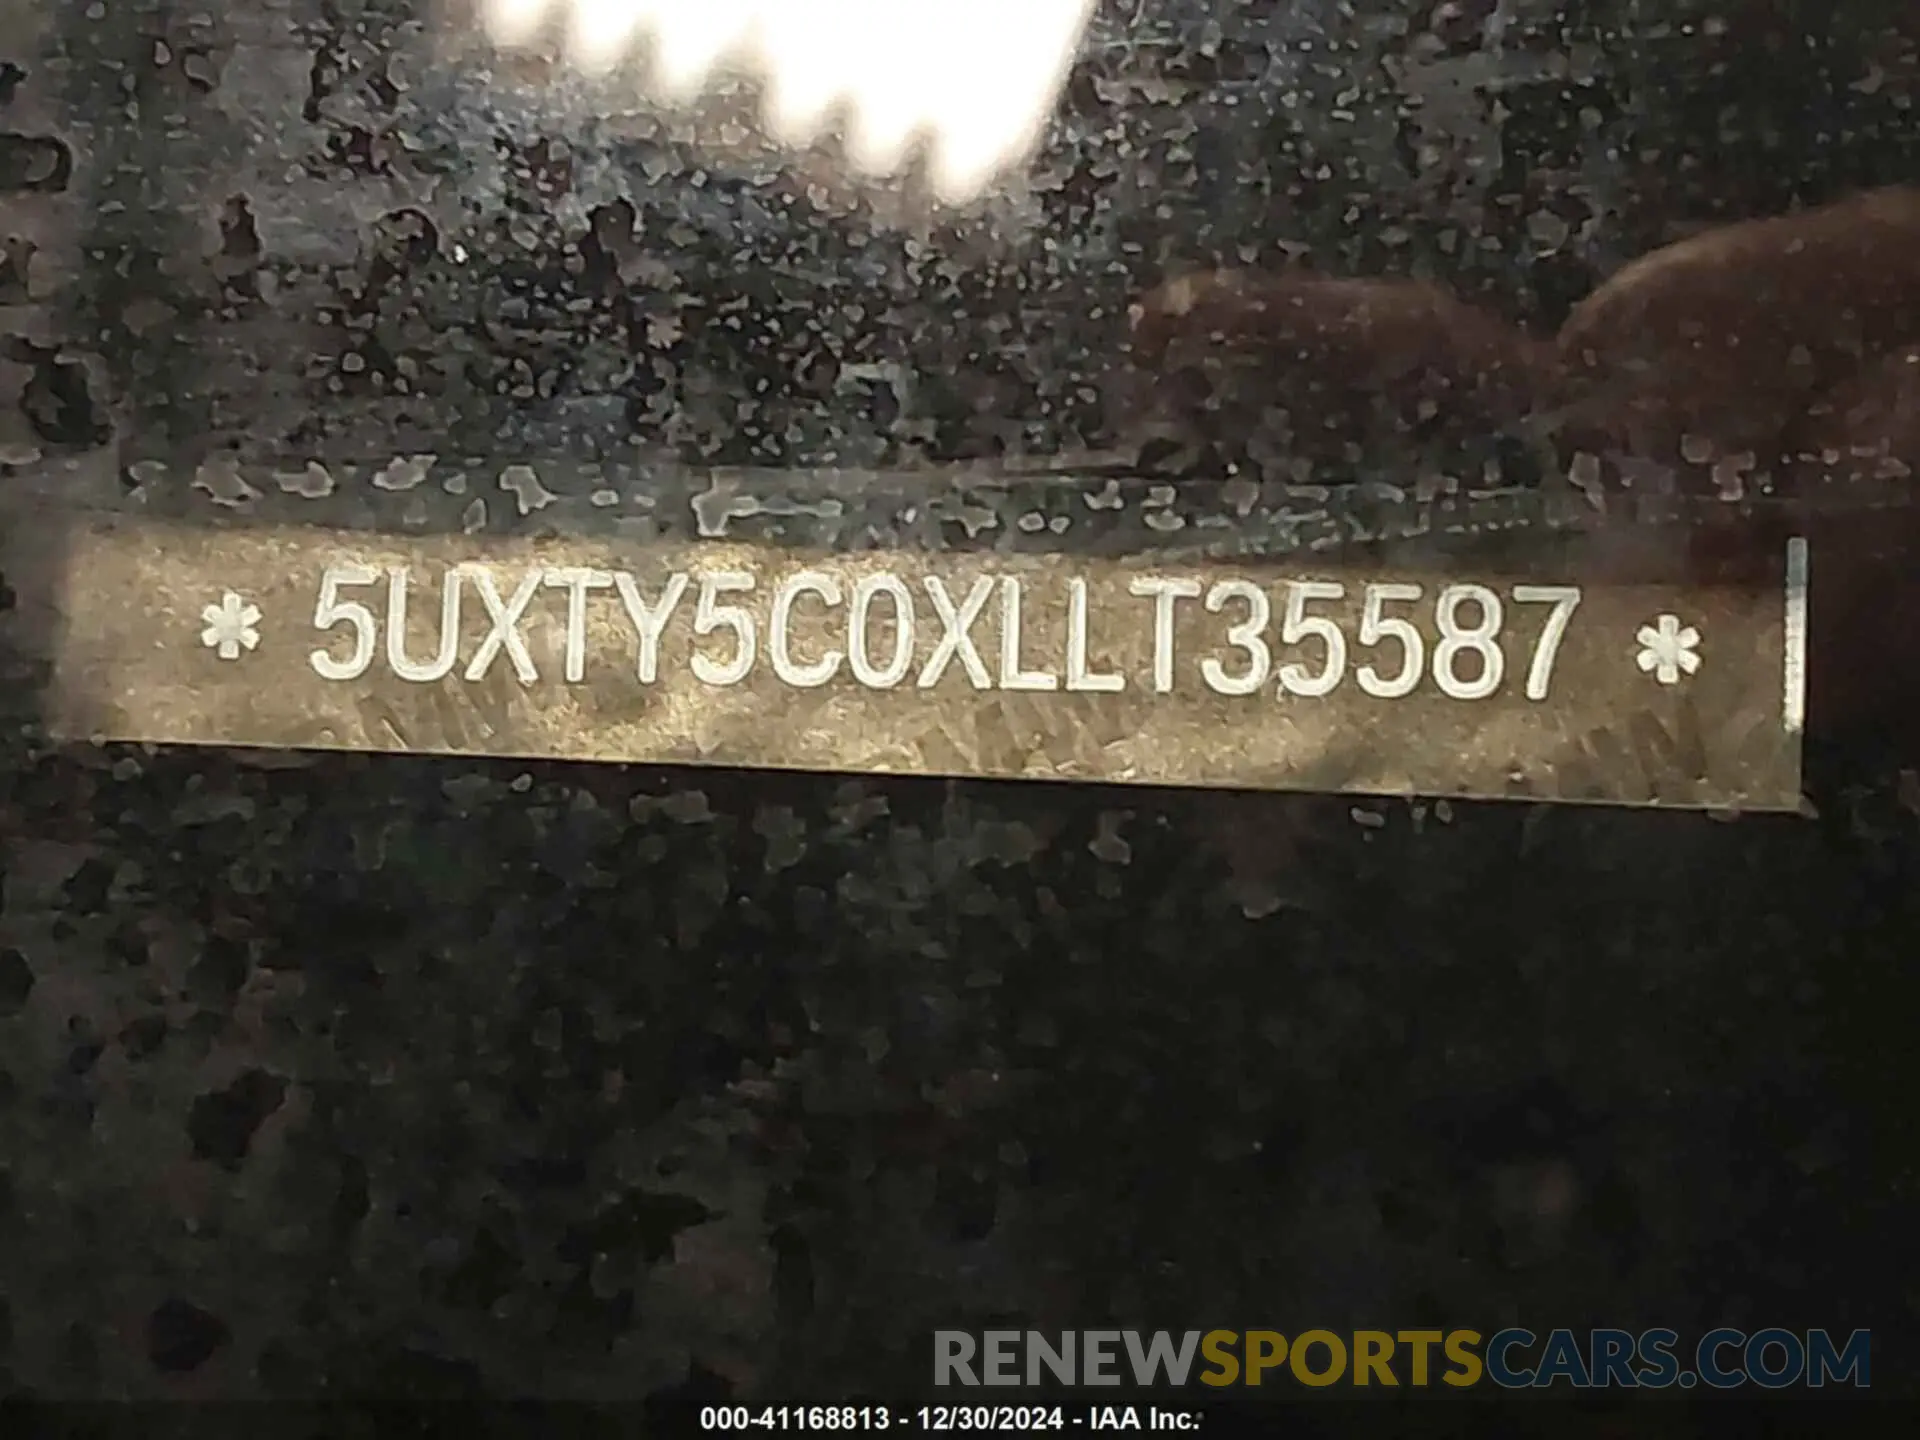 * 5UXTY5C0XLLT35587 *
RENEWSPORTSCARS.COM
000-41168813 - 12/30/2024 - IAA Inc.